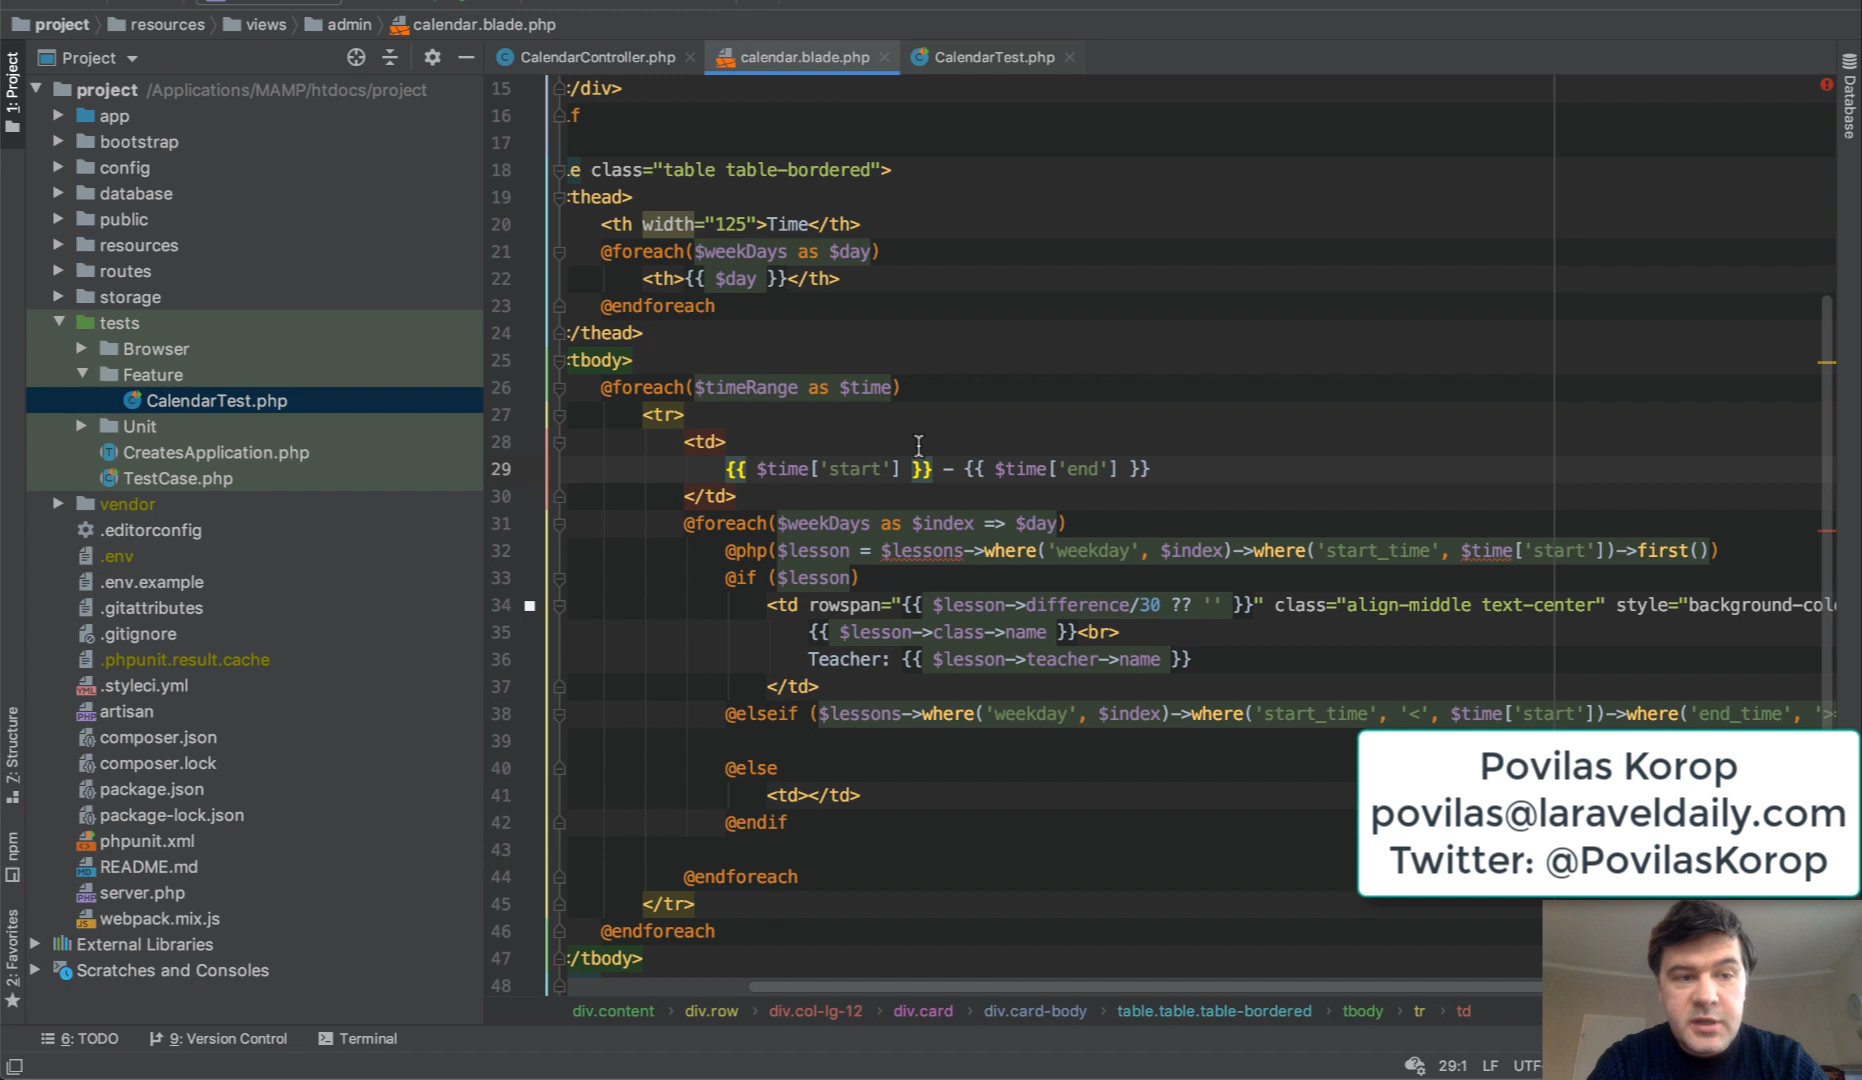 project resources views admin calendar.blade.php
Project
CalendarController.php
calendar.blade.php
CalendarTest.php
1: Project
7: Structure
npm
2: Favorites
Database
project /Applications/MAMP/htdocs/project
app
bootstrap
config
database
public
resources
routes
storage
tests
Browser
Feature
CalendarTest.php
Unit
CreatesApplication.php
TestCase.php
vendor
.editorconfig
.env
.env.example
.gitattributes
.gitignore
.phpunit.result.cache
.styleci.yml
artisan
composer.json
composer.lock
package.json
package-lock.json
phpunit.xml
README.md
server.php
webpack.mix.js
External Libraries
Scratches and Consoles
15 </div>
16 if
17
18 le class="table table-bordered">
19 <thead>
20 <th width="125">Time</th>
21 @foreach($weekDays as $day)
22 <th>{{ $day }}</th>
23 @endforeach
24 </thead>
25 <tbody>
26 @foreach($timeRange as $time)
27 <tr>
28 <td>
29 {{ $time['start'] }} - {{ $time['end'] }}
30 </td>
31 @foreach($weekDays as $index => $day)
32 @php($lesson = $lessons->where('weekday', $index)->where('start_time', $time['start'])->first())
33 @if ($lesson)
34 <td rowspan="{{ $lesson->difference/30 ?? '' }}" class="align-middle text-center" style="background-col
35 {{ $lesson->class->name }}<br>
36 Teacher: {{ $lesson->teacher->name }}
37 </td>
38 @elseif ($lessons->where('weekday', $index)->where('start_time', '<', $time['start'])->where('end_time', '>=
39
40 @else
41 <td></td>
42 @endif
43
44 @endforeach
45 </tr>
46 @endforeach
47 </tbody>
48
Povilas Korop
povilas@laraveldaily.com
Twitter: @PovilasKorop
div.content div.row div.col-lg-12 div.card div.card-body table.table.table-bordered tbody tr td
6: TODO 9: Version Control Terminal
29:1 LF UTF-